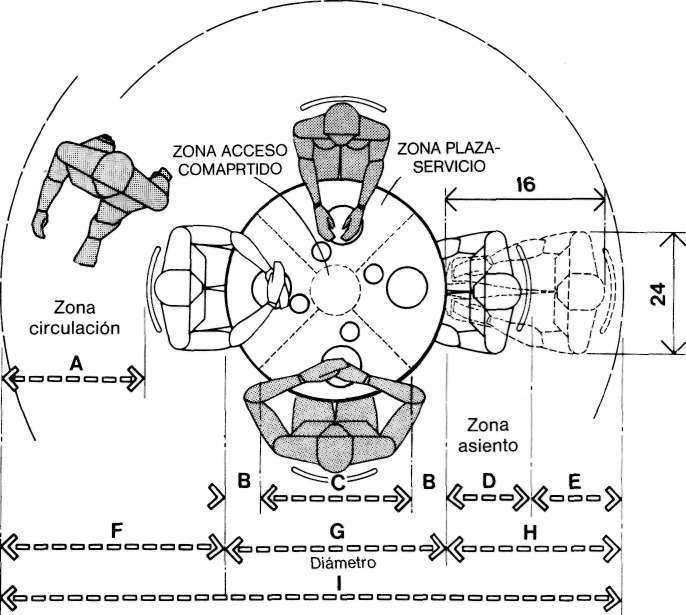 ZONA ACCESO
COMAPRTIDO
ZONA PLAZA-
SERVICIO
16
24
Zona
circulación
A
Zona
asiento
B
C
B
D
E
F
G
H
Diámetro
I